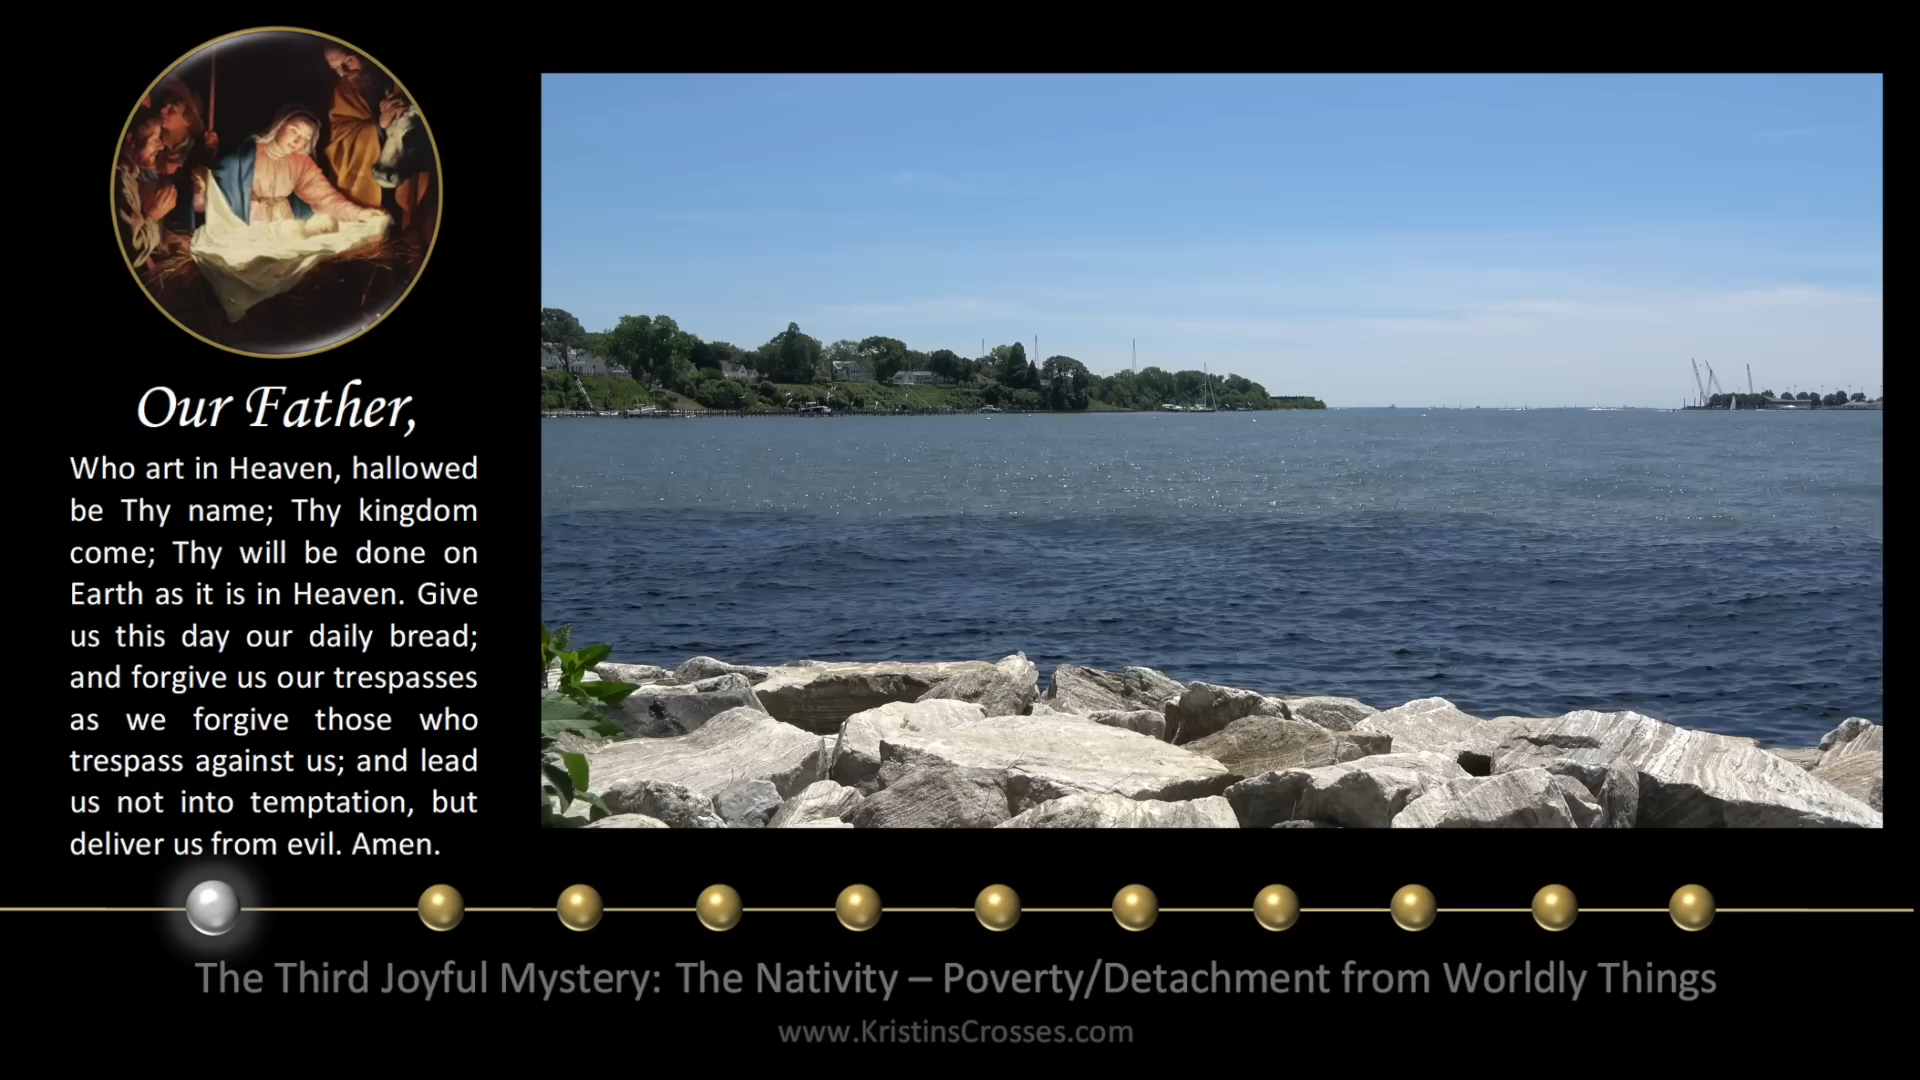 Our Father,
Who art in Heaven, hallowed
be Thy name; Thy kingdom
come; Thy will be done on
Earth as it is in Heaven. Give
us this day our daily bread;
and forgive us our trespasses
as we forgive those who
trespass against us; and lead
us not into temptation, but
deliver us from evil. Amen.
The Third Joyful Mystery: The Nativity – Poverty/Detachment from Worldly Things
www.KristinsCrosses.com